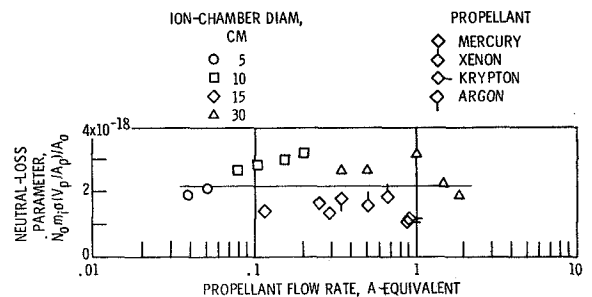 ION-CHAMBER DIAM,
CM
5
10
15
30
PROPELLANT
MERCURY
XENON
KRYPTON
ARGON
NEUTRAL-LOSS
PARAMETER,
N₀mᵢσ(Vₚ/Aₚ)/A₀
4x10⁻¹⁸
2
0
.01
.1
1
10
PROPELLANT FLOW RATE, A-EQUIVALENT